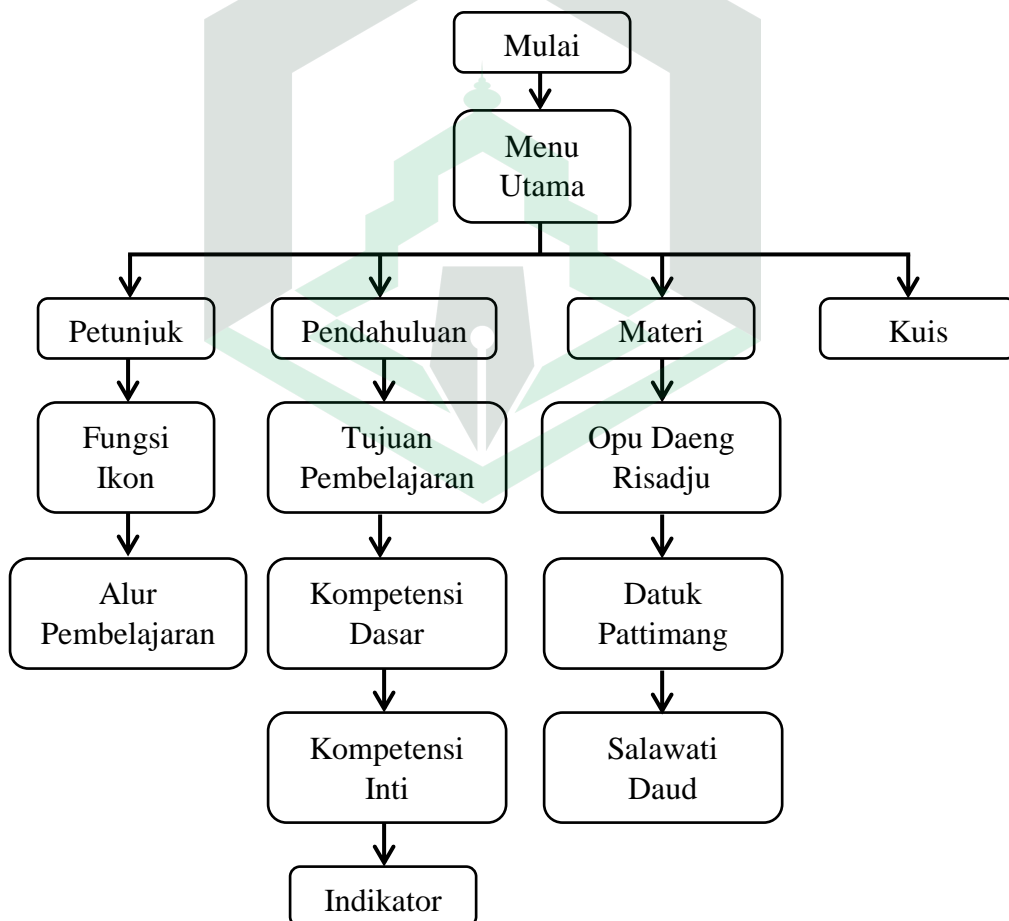 Mulai
Menu
Utama
Petunjuk
Pendahuluan
Materi
Kuis
Fungsi
Ikon
Tujuan
Pembelajaran
Opu Daeng
Risadju
Alur
Pembelajaran
Kompetensi
Dasar
Datuk
Pattimang
Kompetensi
Inti
Salawati
Daud
Indikator